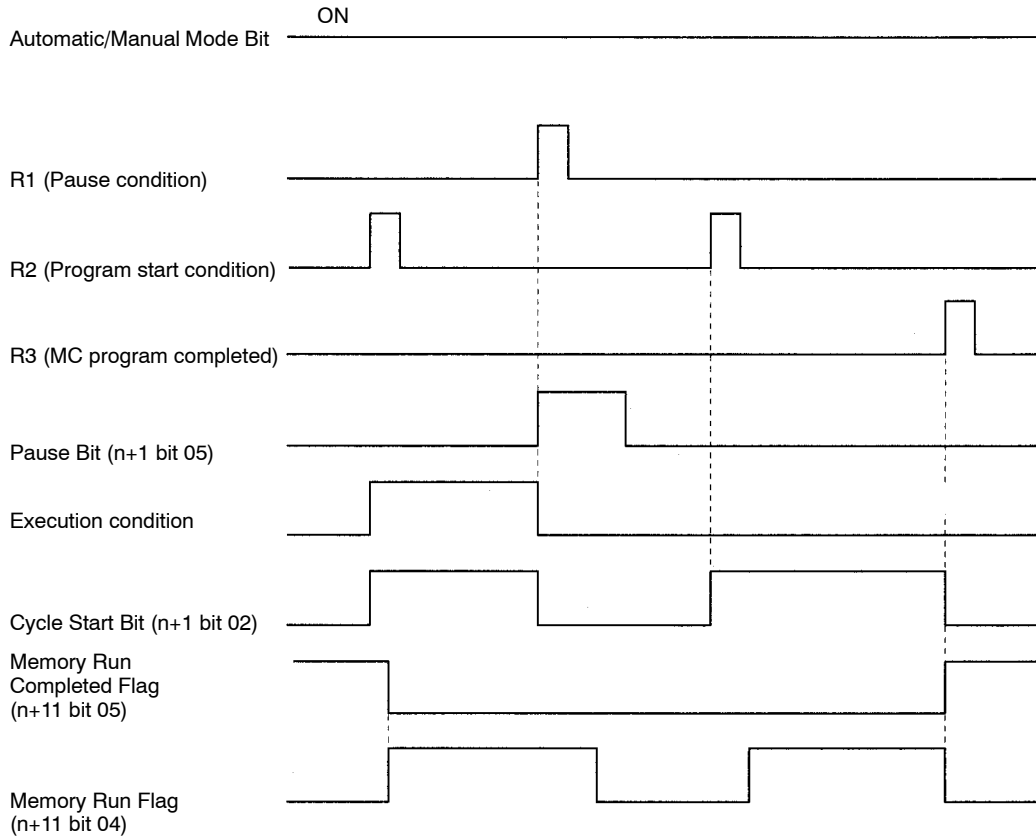 ON
Automatic/Manual Mode Bit
R1 (Pause condition)
R2 (Program start condition)
R3 (MC program completed)
Pause Bit (n+1 bit 05)
Execution condition
Cycle Start Bit (n+1 bit 02)
Memory Run
Completed Flag
(n+11 bit 05)
Memory Run Flag
(n+11 bit 04)